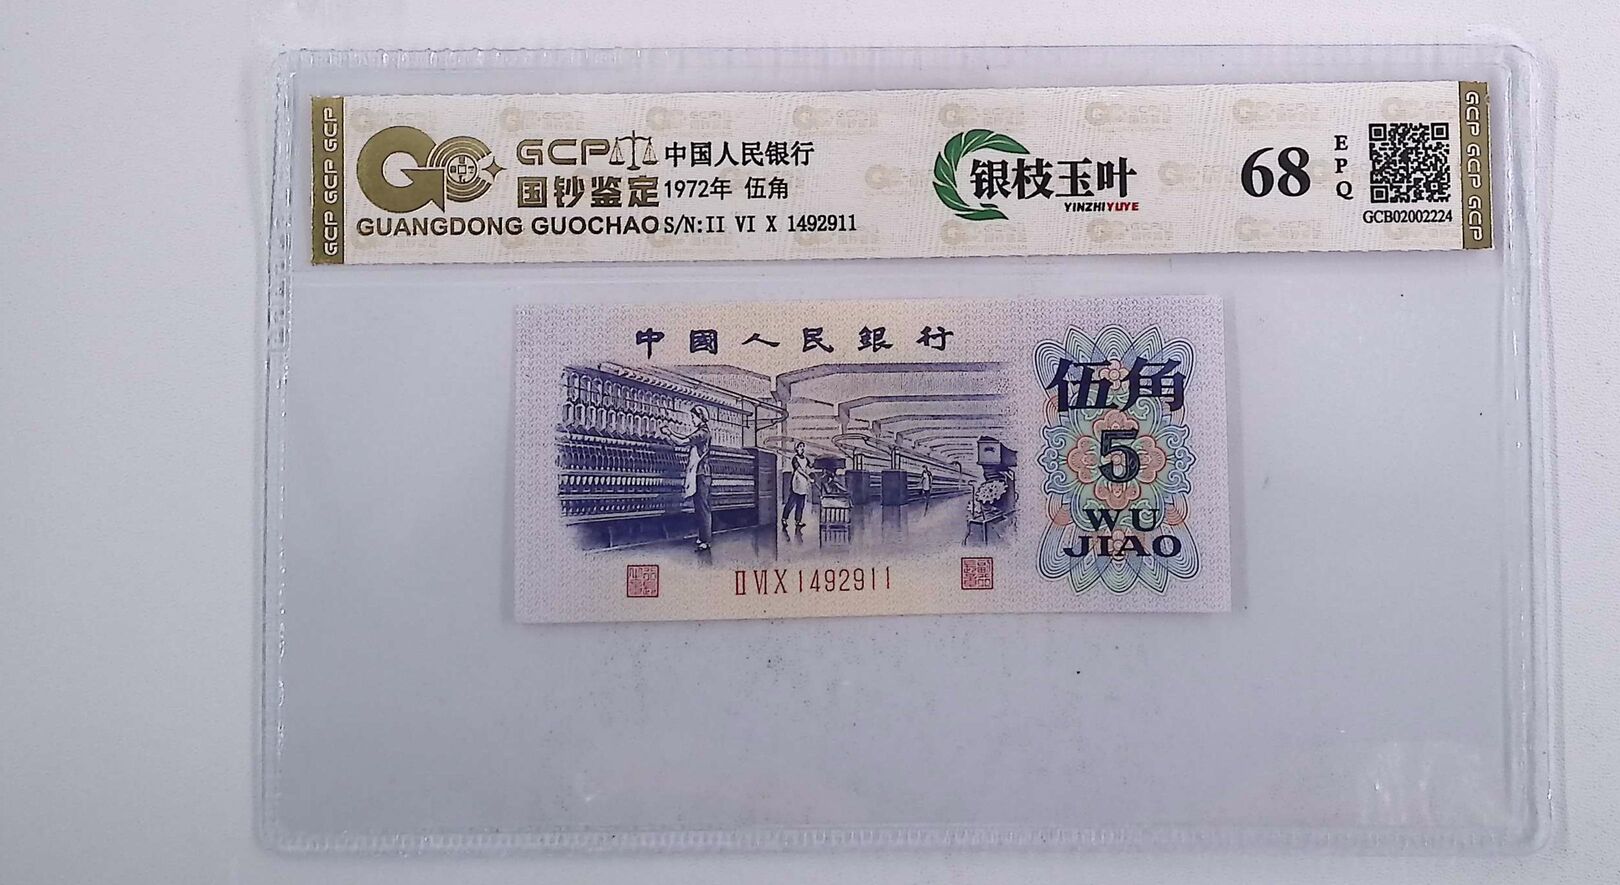 GCP GCP GCP
GCP
国钞鉴定
GUANGDONG GUOCHAO
中国人民银行
1972年 伍角
S/N:II VI X 1492911
银枝玉叶
YINZHIYUYE
68
EPQ
GCB02002224
GCP GCP GCP
中國人民銀行
伍角
5
WU
JIAO
II VI X 1492911